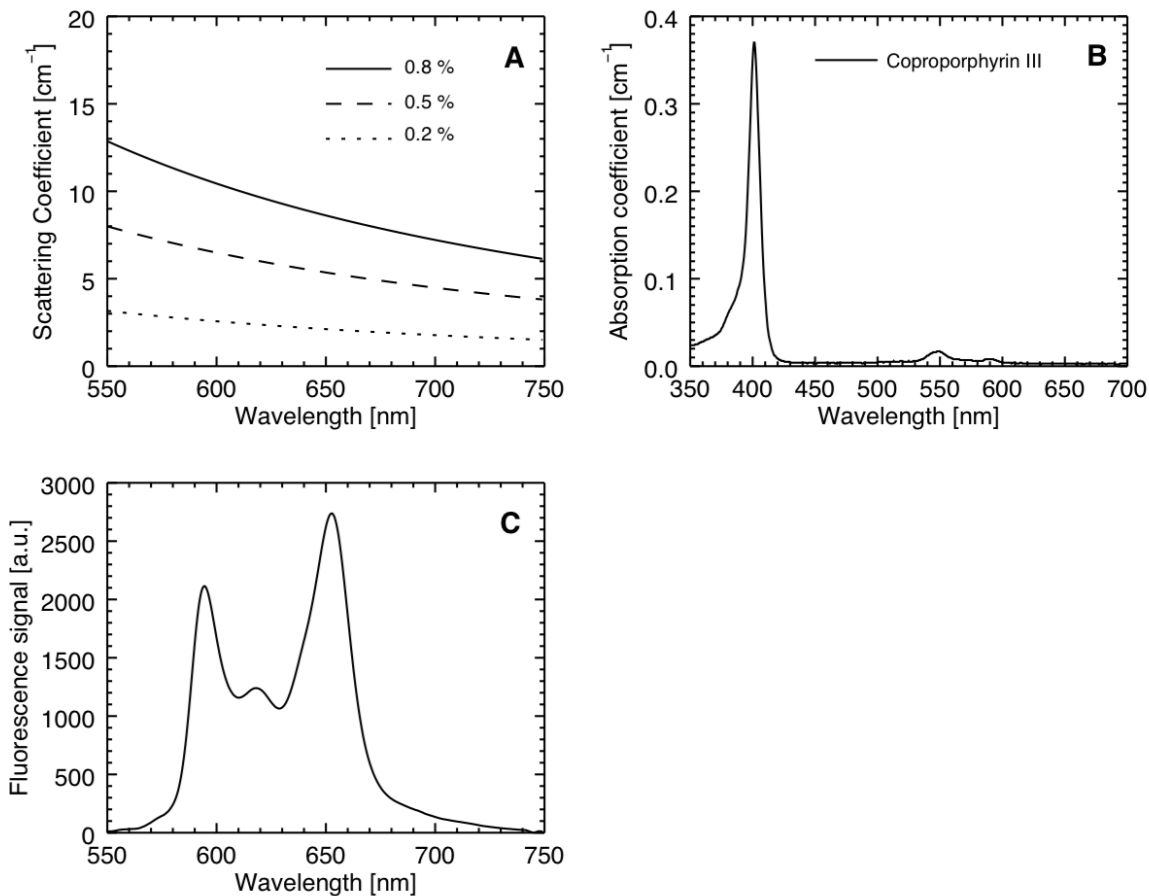 A
0.8 %
0.5 %
0.2 %
Scattering Coefficient [cm⁻¹]
20
15
10
5
0
550 600 650 700 750
Wavelength [nm]
B
Coproporphyrin III
Absorption coefficient [cm⁻¹]
0.4
0.3
0.2
0.1
0.0
350 400 450 500 550 600 650 700
Wavelength [nm]
C
Fluorescence signal [a.u.]
3000
2500
2000
1500
1000
500
0
550 600 650 700 750
Wavelength [nm]